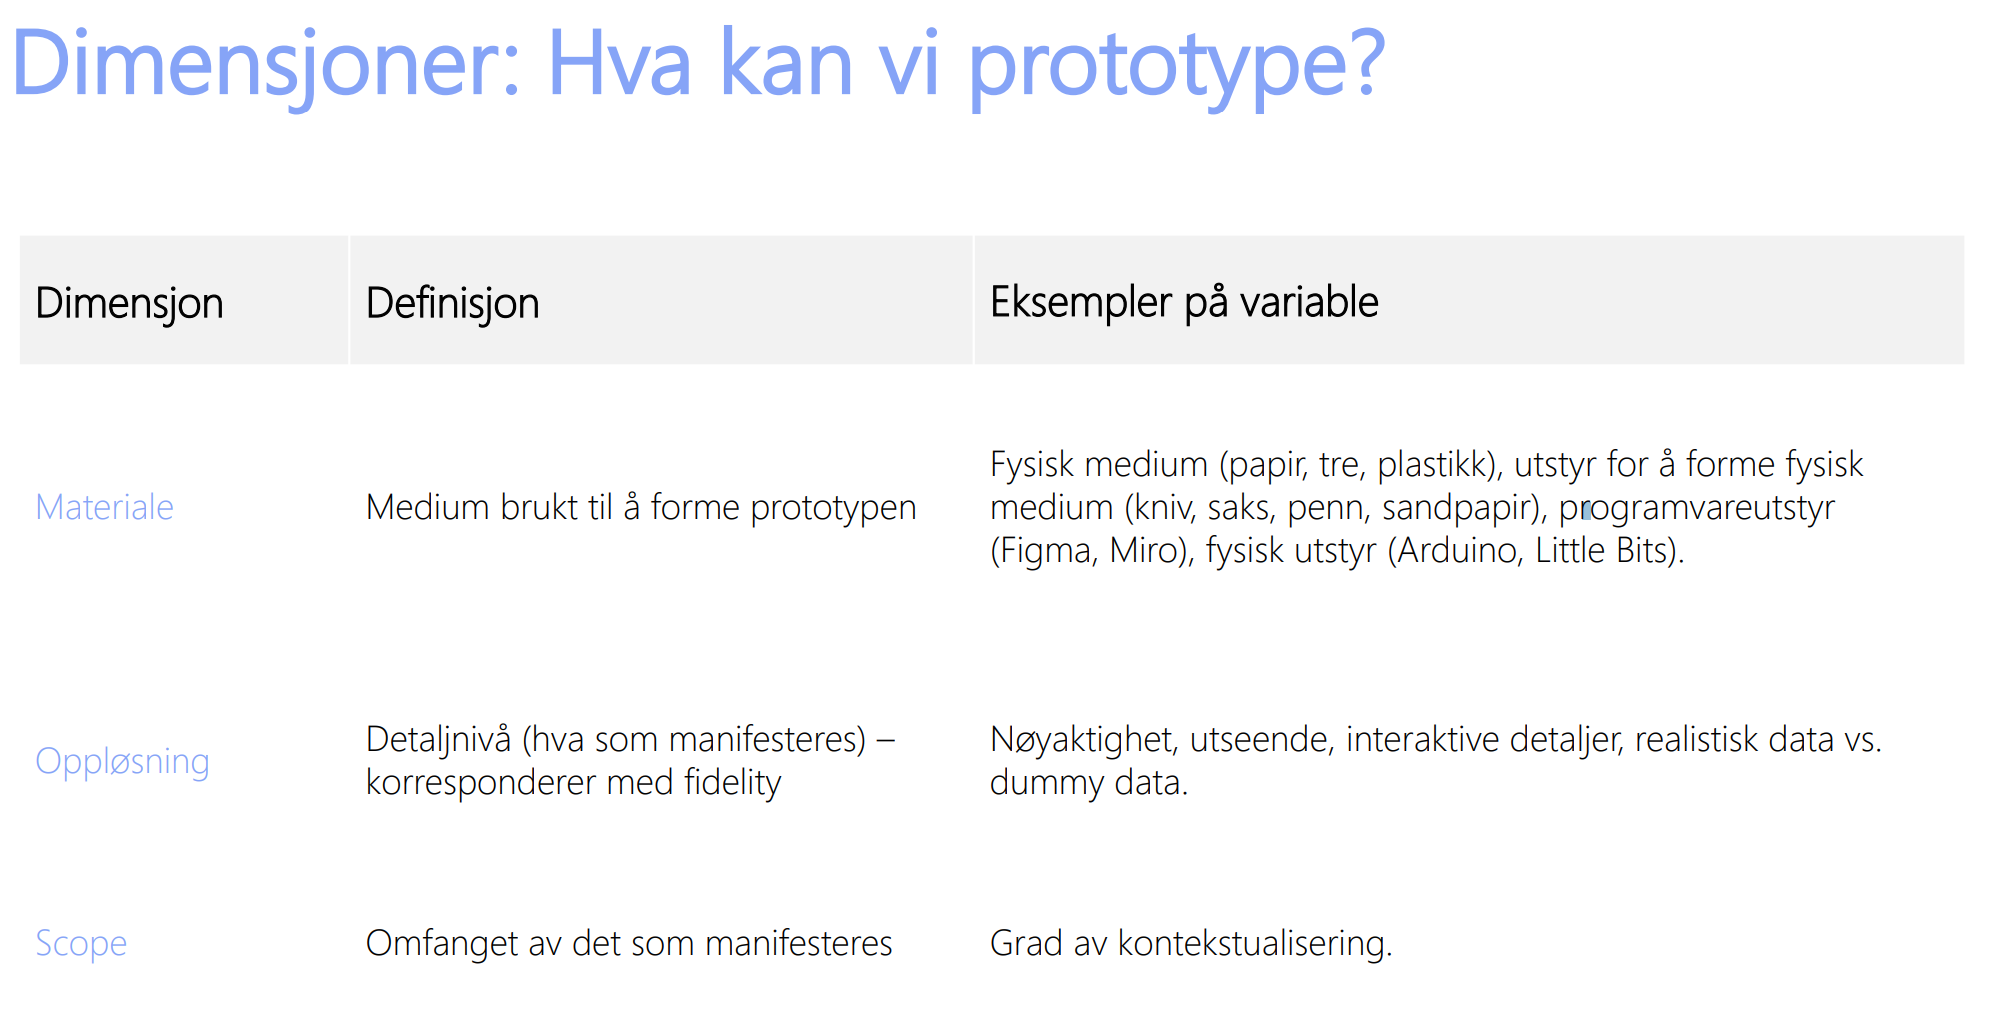 Dimensjoner: Hva kan vi prototype?
Dimensjon
Definisjon
Eksempler på variable
Materiale
Medium brukt til å forme prototypen
Fysisk medium (papir, tre, plastikk), utstyr for å forme fysisk
medium (kniv, saks, penn, sandpapir), programvareutstyr
(Figma, Miro), fysisk utstyr (Arduino, Little Bits).
Oppløsning
Detaljnivå (hva som manifesteres) –
korresponderer med fidelity
Nøyaktighet, utseende, interaktive detaljer, realistisk data vs.
dummy data.
Scope
Omfanget av det som manifesteres
Grad av kontekstualisering.